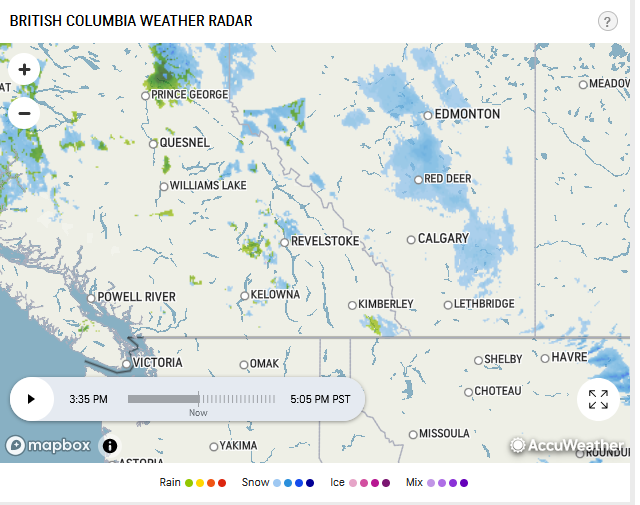 BRITISH COLUMBIA WEATHER RADAR
?
+
AT
−
PRINCE GEORGE
MEADOW
EDMONTON
QUESNEL
RED DEER
WILLIAMS LAKE
REVELSTOKE
CALGARY
POWELL RIVER
KELOWNA
KIMBERLEY
LETHBRIDGE
VICTORIA
OMAK
SHELBY
HAVRE
3:35 PM
5:05 PM PST
Now
CHOTEAU
MISSOULA
mapbox
i
YAKIMA
AccuWeather
ROUNDU
ASTORIA
Rain
Snow
Ice
Mix